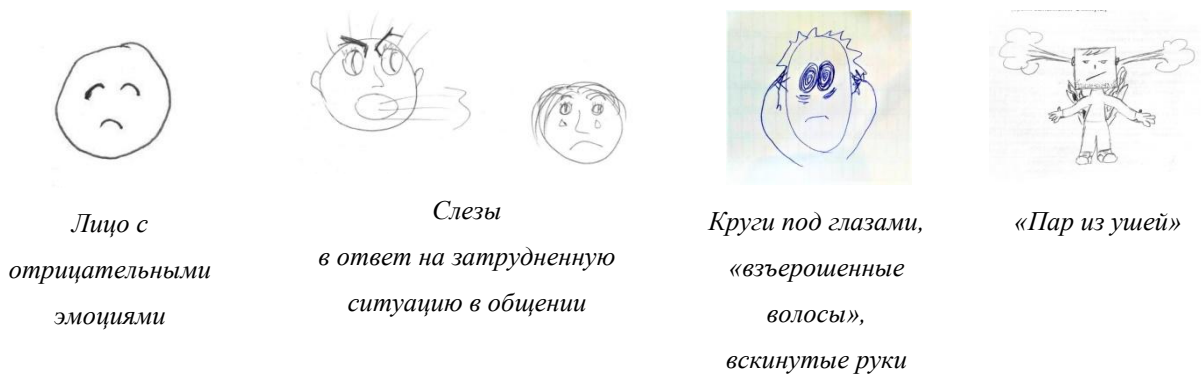 Лицо с
отрицательными
эмоциями
Слезы
в ответ на затрудненную
ситуацию в общении
Круги под глазами,
«взъерошенные
волосы»,
вскинутые руки
«Пар из ушей»